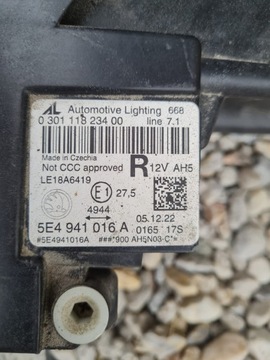 AL Automotive Lighting 668
0 301 118 234 00 line 7.1
Made in Czechia
Not CCC approved R 12V AH5
LE18A6419
E1 27,5
4944
05.12.22
5E4 941 016 A 0165 17S
#5E4941016A ###*900 AH5N03-C*#